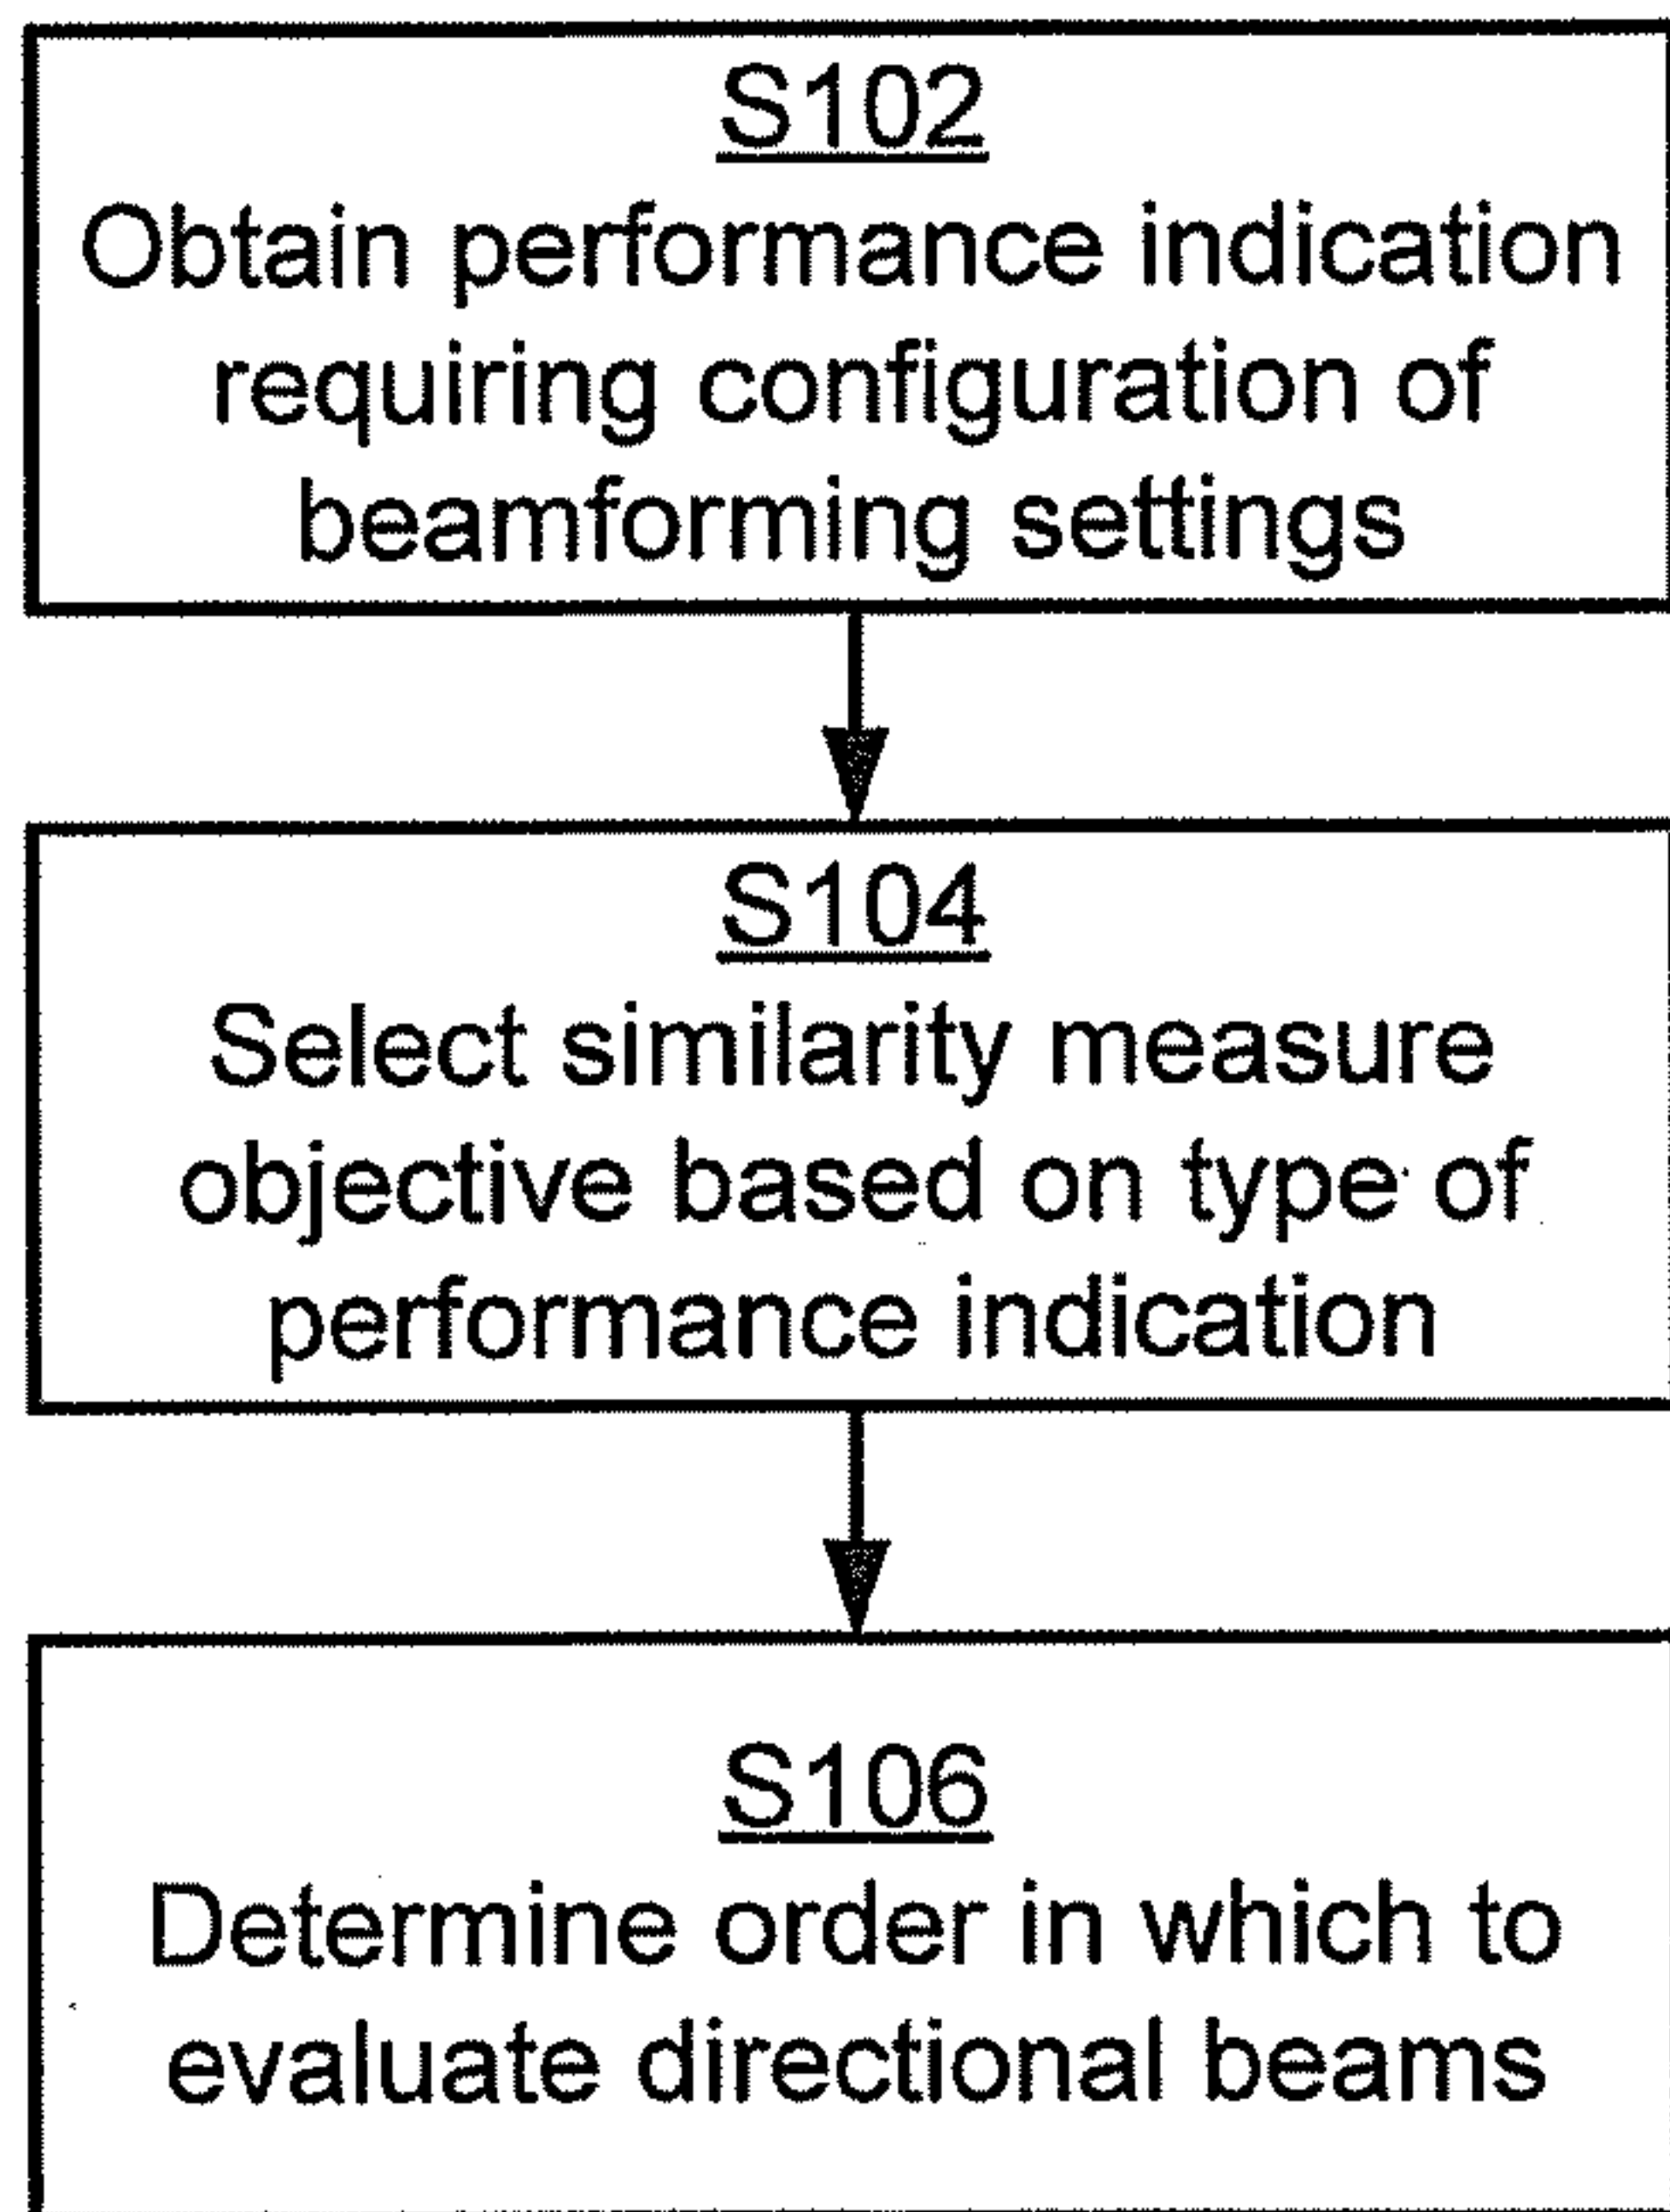 S102
Obtain performance indication
requiring configuration of
beamforming settings
S104
Select similarity measure
objective based on type of
performance indication
S106
Determine order in which to
evaluate directional beams